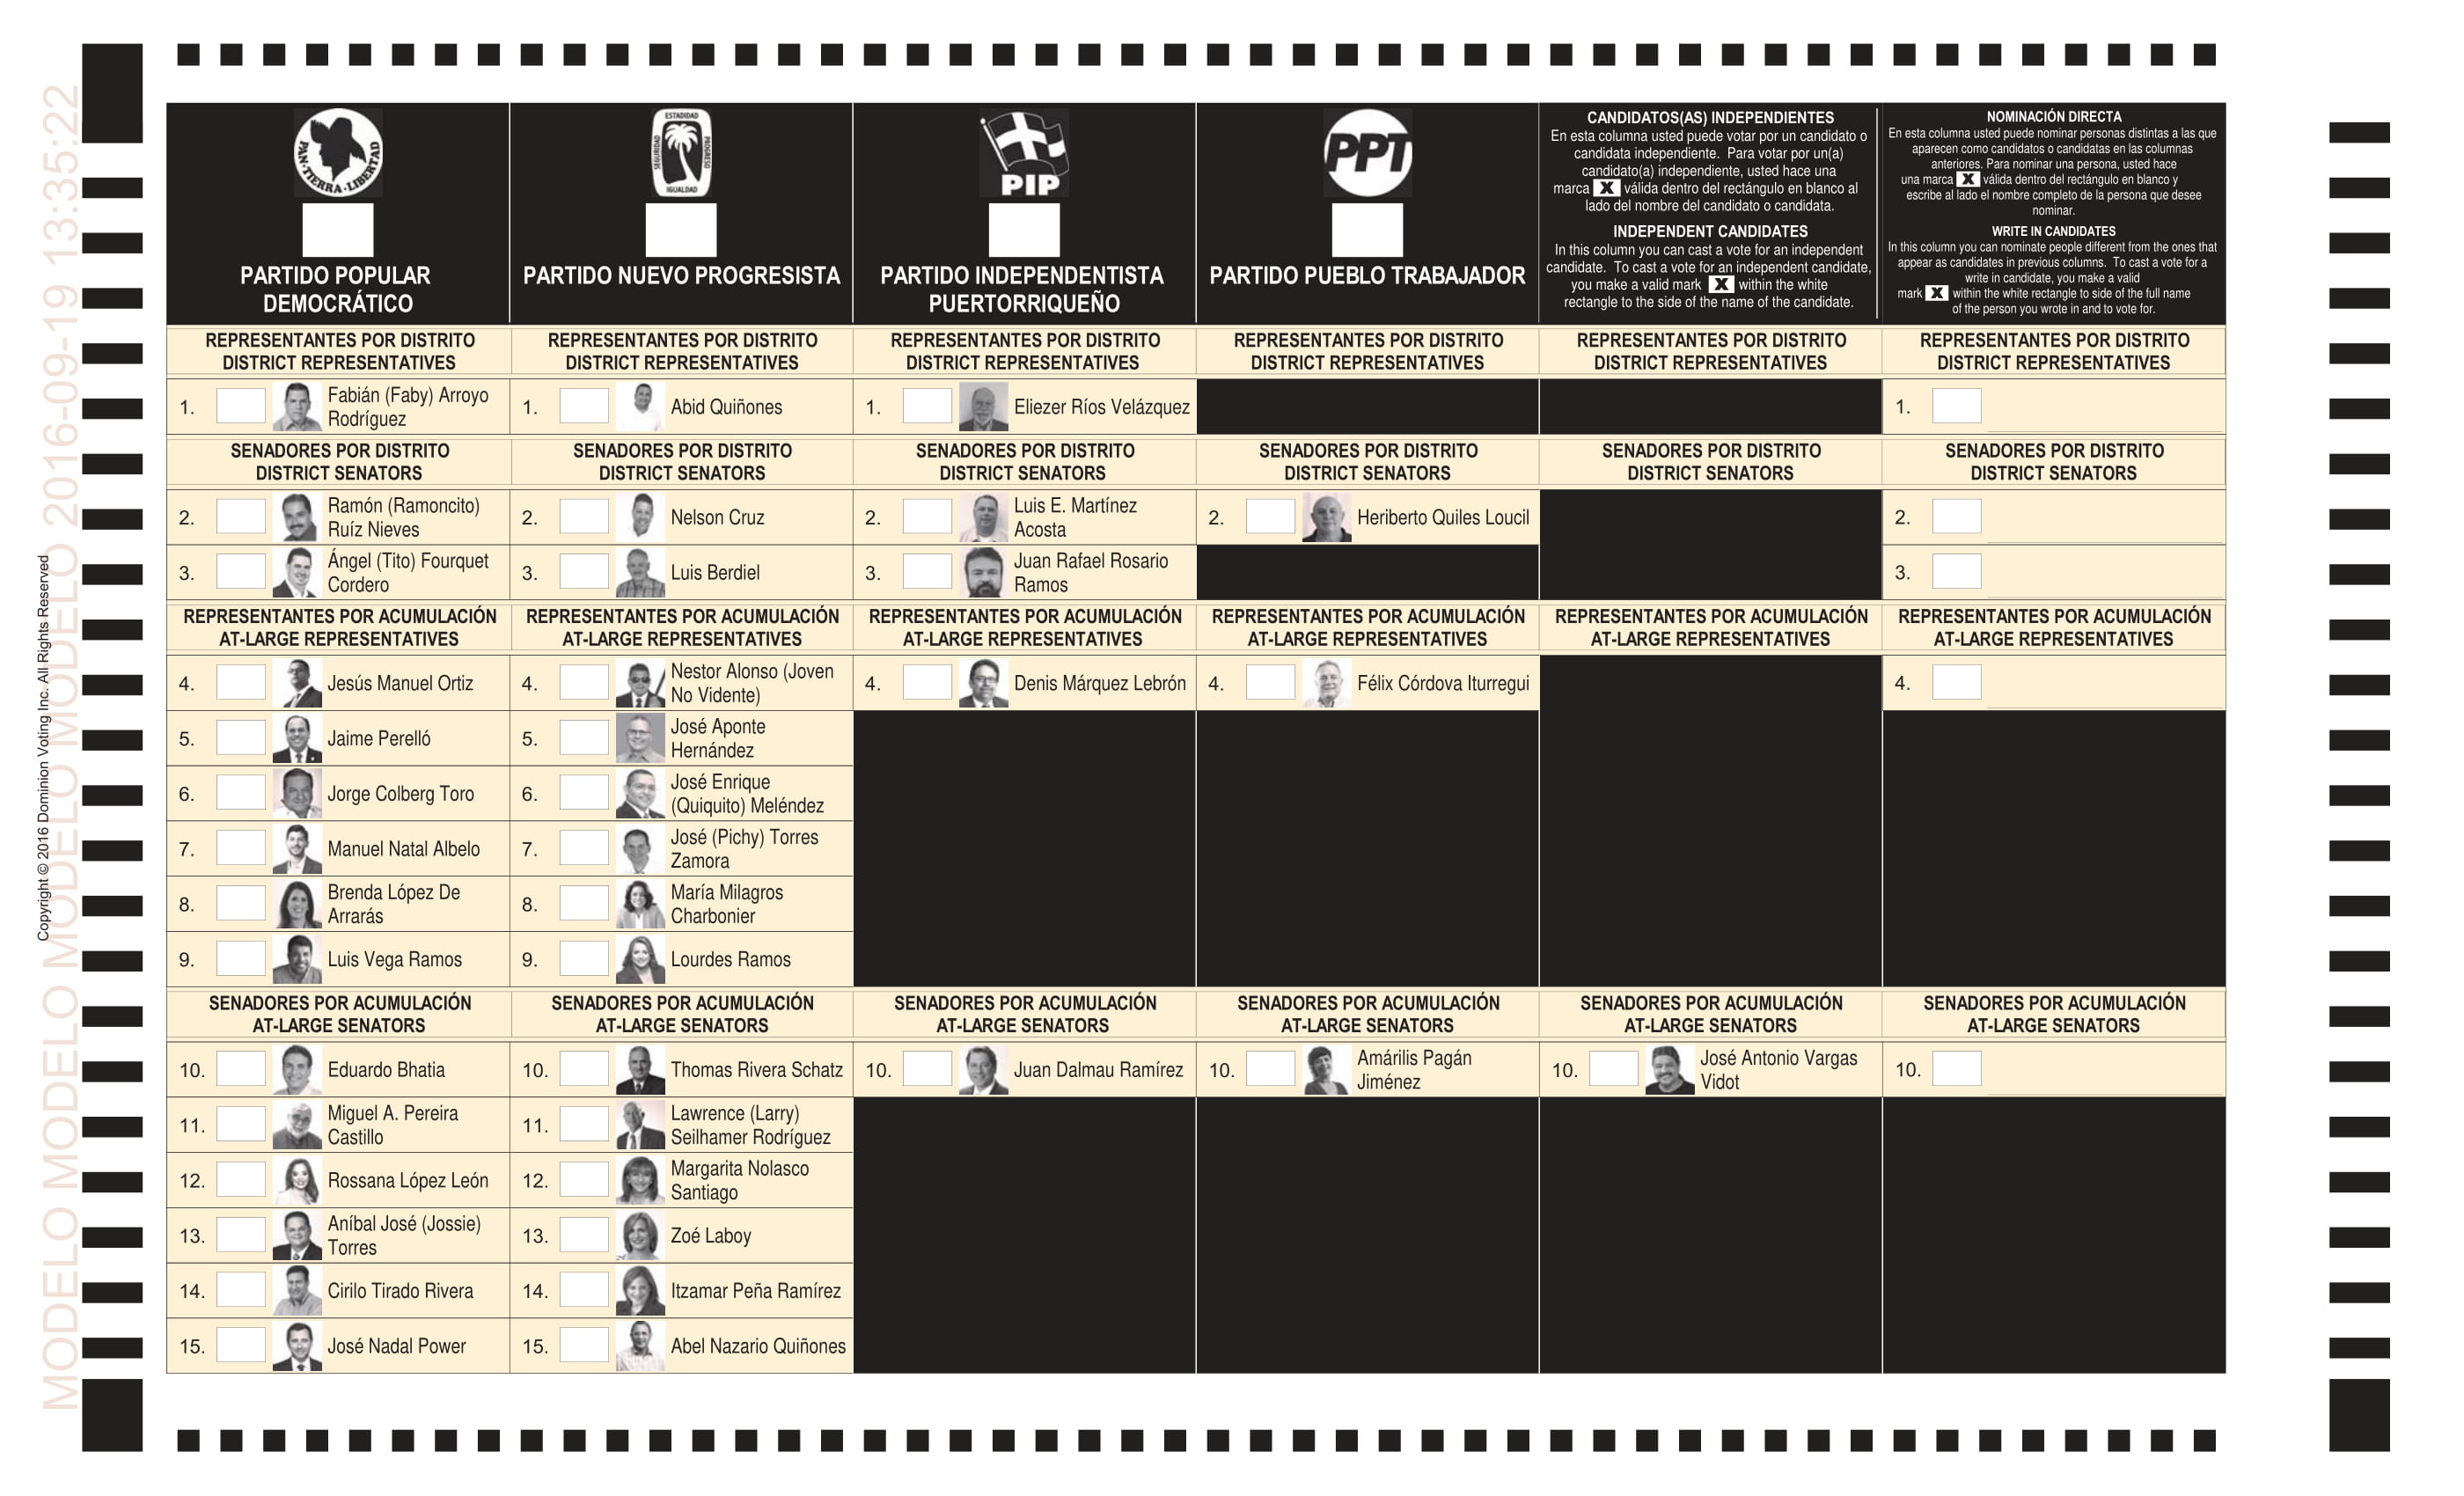 MODELO MODELO MODELO MODELO MODELO 2016-09-19 13:35:22
Copyright © 2016 Dominion Voting Inc. All Rights Reserved
PAN·TIERRA·LIBERTAD
PARTIDO POPULAR
DEMOCRÁTICO
ESTADIDAD
SEGURIDAD
PROGRESO
IGUALDAD
PARTIDO NUEVO PROGRESISTA
PIP
PARTIDO INDEPENDENTISTA
PUERTORRIQUEÑO
PPT
PARTIDO PUEBLO TRABAJADOR
CANDIDATOS(AS) INDEPENDIENTES
En esta columna usted puede votar por un candidato o
candidata independiente. Para votar por un(a)
candidato(a) independiente, usted hace una
marca X válida dentro del rectángulo en blanco al
lado del nombre del candidato o candidata.
INDEPENDENT CANDIDATES
In this column you can cast a vote for an independent
candidate. To cast a vote for an independent candidate,
you make a valid mark X within the white
rectangle to the side of the name of the candidate.
NOMINACIÓN DIRECTA
En esta columna usted puede nominar personas distintas a las que
aparecen como candidatos o candidatas en las columnas
anteriores. Para nominar una persona, usted hace
una marca X válida dentro del rectángulo en blanco y
escribe al lado el nombre completo de la persona que desee
nominar.
WRITE IN CANDIDATES
In this column you can nominate people different from the ones that
appear as candidates in previous columns. To cast a vote for a
write in candidate, you make a valid
mark X within the white rectangle to side of the full name
of the person you wrote in and to vote for.
REPRESENTANTES POR DISTRITO
DISTRICT REPRESENTATIVES
REPRESENTANTES POR DISTRITO
DISTRICT REPRESENTATIVES
REPRESENTANTES POR DISTRITO
DISTRICT REPRESENTATIVES
REPRESENTANTES POR DISTRITO
DISTRICT REPRESENTATIVES
REPRESENTANTES POR DISTRITO
DISTRICT REPRESENTATIVES
REPRESENTANTES POR DISTRITO
DISTRICT REPRESENTATIVES
1. Fabián (Faby) Arroyo
Rodríguez
1. Abid Quiñones
1. Eliezer Ríos Velázquez
1.
SENADORES POR DISTRITO
DISTRICT SENATORS
SENADORES POR DISTRITO
DISTRICT SENATORS
SENADORES POR DISTRITO
DISTRICT SENATORS
SENADORES POR DISTRITO
DISTRICT SENATORS
SENADORES POR DISTRITO
DISTRICT SENATORS
SENADORES POR DISTRITO
DISTRICT SENATORS
2. Ramón (Ramoncito)
Ruíz Nieves
2. Nelson Cruz
2. Luis E. Martínez
Acosta
2. Heriberto Quiles Loucil
2.
3. Ángel (Tito) Fourquet
Cordero
3. Luis Berdiel
3. Juan Rafael Rosario
Ramos
3.
REPRESENTANTES POR ACUMULACIÓN
AT-LARGE REPRESENTATIVES
REPRESENTANTES POR ACUMULACIÓN
AT-LARGE REPRESENTATIVES
REPRESENTANTES POR ACUMULACIÓN
AT-LARGE REPRESENTATIVES
REPRESENTANTES POR ACUMULACIÓN
AT-LARGE REPRESENTATIVES
REPRESENTANTES POR ACUMULACIÓN
AT-LARGE REPRESENTATIVES
REPRESENTANTES POR ACUMULACIÓN
AT-LARGE REPRESENTATIVES
4. Jesús Manuel Ortiz
4. Nestor Alonso (Joven
No Vidente)
4. Denis Márquez Lebrón
4. Félix Córdova Iturregui
4.
5. Jaime Perelló
5. José Aponte
Hernández
6. Jorge Colberg Toro
6. José Enrique
(Quiquito) Meléndez
7. Manuel Natal Albelo
7. José (Pichy) Torres
Zamora
8. Brenda López De
Arrarás
8. María Milagros
Charbonier
9. Luis Vega Ramos
9. Lourdes Ramos
SENADORES POR ACUMULACIÓN
AT-LARGE SENATORS
SENADORES POR ACUMULACIÓN
AT-LARGE SENATORS
SENADORES POR ACUMULACIÓN
AT-LARGE SENATORS
SENADORES POR ACUMULACIÓN
AT-LARGE SENATORS
SENADORES POR ACUMULACIÓN
AT-LARGE SENATORS
SENADORES POR ACUMULACIÓN
AT-LARGE SENATORS
10. Eduardo Bhatia
10. Thomas Rivera Schatz
10. Juan Dalmau Ramírez
10. Amárilis Pagán
Jiménez
10. José Antonio Vargas
Vidot
10.
11. Miguel A. Pereira
Castillo
11. Lawrence (Larry)
Seilhamer Rodríguez
12. Rossana López León
12. Margarita Nolasco
Santiago
13. Aníbal José (Jossie)
Torres
13. Zoé Laboy
14. Cirilo Tirado Rivera
14. Itzamar Peña Ramírez
15. José Nadal Power
15. Abel Nazario Quiñones